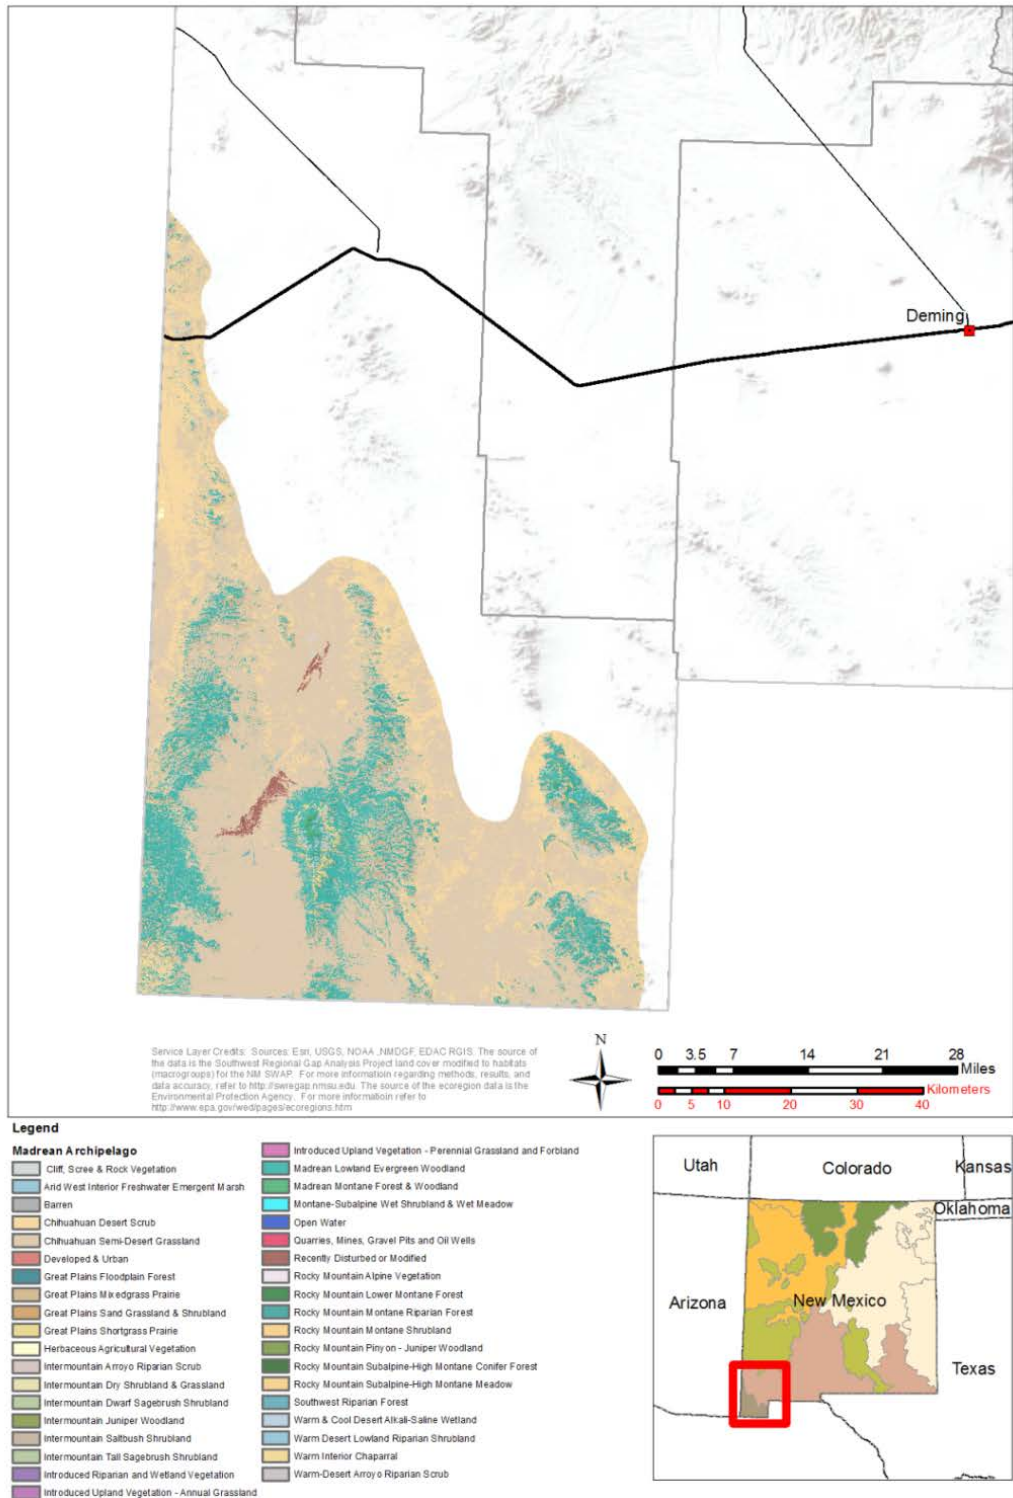 Deming
Service Layer Credits: Sources: Esri, USGS, NOAA ,NMDGF, EDAC RGIS. The source of
the data is the Southwest Regional Gap Analysis Project land cover modified to habitats
(macrogroups) for the NM SWAP. For more informatioin regarding methods, results, and
data accuracy, refer to http://swregap.nmsu.edu. The source of the ecoregion data is the
Environmental Protection Agency. For more informatioin refer to
http://www.epa.gov/wed/pages/ecoregions.htm
N
0 3.5 7 14 21 28
Miles
Kilometers
0 5 10 20 30 40
Legend
Madrean Archipelago
Cliff, Scree & Rock Vegetation
Arid West Interior Freshwater Emergent Marsh
Barren
Chihuahuan Desert Scrub
Chihuahuan Semi-Desert Grassland
Developed & Urban
Great Plains Floodplain Forest
Great Plains Mixedgrass Prairie
Great Plains Sand Grassland & Shrubland
Great Plains Shortgrass Prairie
Herbaceous Agricultural Vegetation
Intermountain Arroyo Riparian Scrub
Intermountain Dry Shrubland & Grassland
Intermountain Dwarf Sagebrush Shrubland
Intermountain Juniper Woodland
Intermountain Saltbush Shrubland
Intermountain Tall Sagebrush Shrubland
Introduced Riparian and Wetland Vegetation
Introduced Upland Vegetation - Annual Grassland
Introduced Upland Vegetation - Perennial Grassland and Forbland
Madrean Lowland Evergreen Woodland
Madrean Montane Forest & Woodland
Montane-Subalpine Wet Shrubland & Wet Meadow
Open Water
Quarries, Mines, Gravel Pits and Oil Wells
Recently Disturbed or Modified
Rocky Mountain Alpine Vegetation
Rocky Mountain Lower Montane Forest
Rocky Mountain Montane Riparian Forest
Rocky Mountain Montane Shrubland
Rocky Mountain Pinyon - Juniper Woodland
Rocky Mountain Subalpine-High Montane Conifer Forest
Rocky Mountain Subalpine-High Montane Meadow
Southwest Riparian Forest
Warm & Cool Desert Alkali-Saline Wetland
Warm Desert Lowland Riparian Shrubland
Warm Interior Chaparral
Warm-Desert Arroyo Riparian Scrub
Utah
Colorado
Kansas
Oklahoma
Arizona
New Mexico
Texas